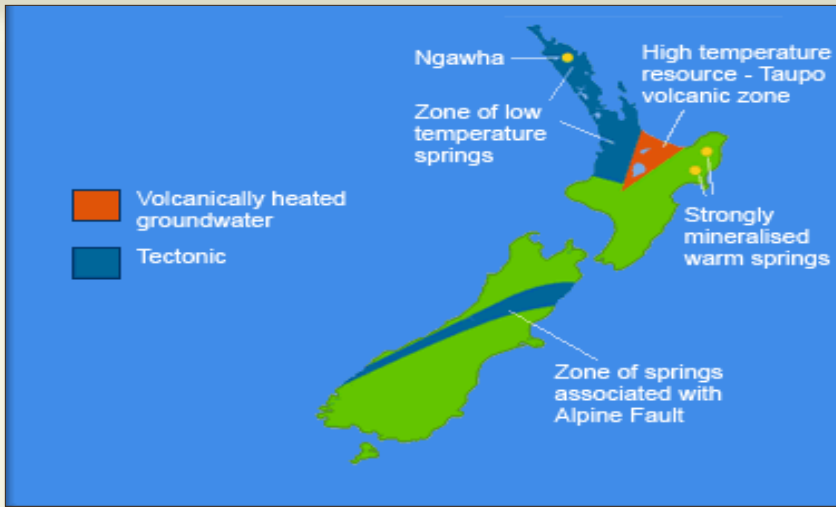 Ngawha
High temperature
resource - Taupo
volcanic zone
Zone of low
temperature
springs
Volcanically heated
groundwater
Tectonic
Strongly
mineralised
warm springs
Zone of springs
associated with
Alpine Fault